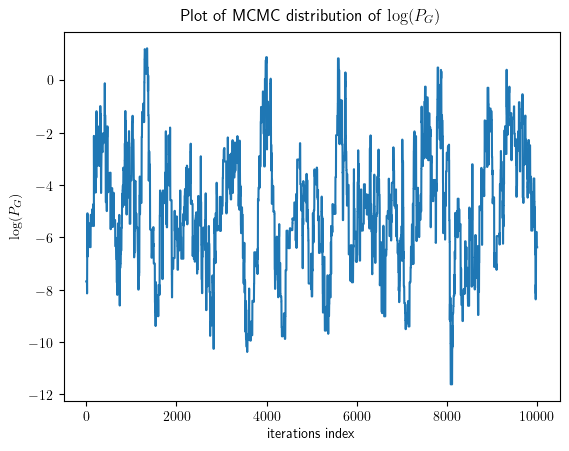 Plot of MCMC distribution of log(P_G)
log(P_G)
0
−2
−4
−6
−8
−10
−12
0 2000 4000 6000 8000 10000
iterations index